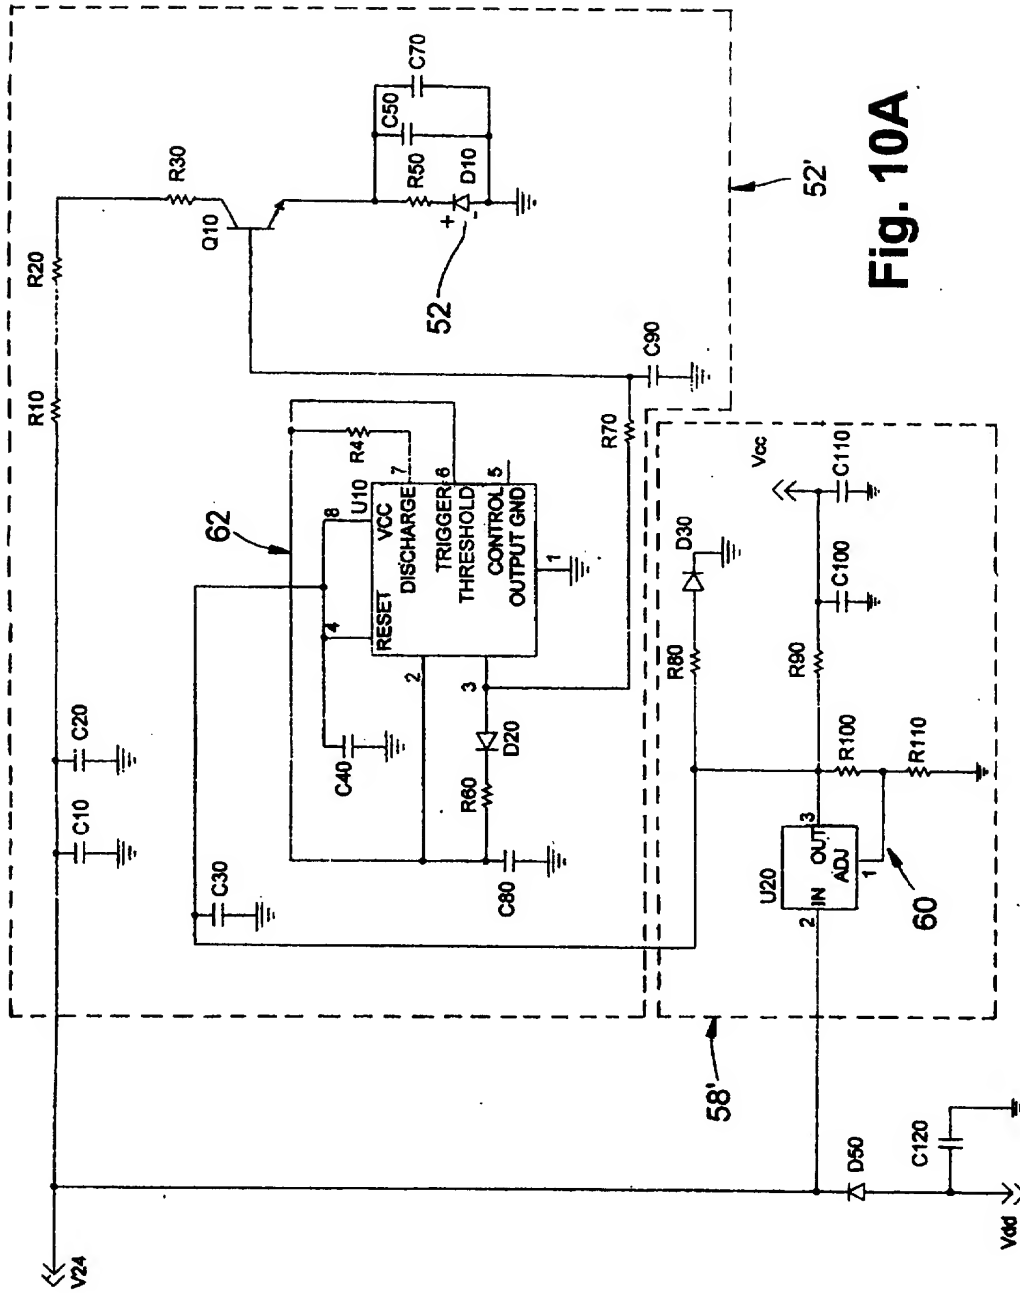 V24
C10
C20
R10
R20
R30
Q10
C50
C70
R50
D10
+
-
52
52'
C30
62
C40
4
8
U10
R4
7
6
5
RESET
VCC
DISCHARGE
TRIGGER
THRESHOLD
CONTROL
OUTPUT GND
1
2
3
D20
R60
C80
R70
C90
58'
R80
D30
Vcc
R90
C100
C110
U20
2
IN
OUT
3
ADJ
1
R100
R110
60
D50
C120
Vdd
Fig. 10A